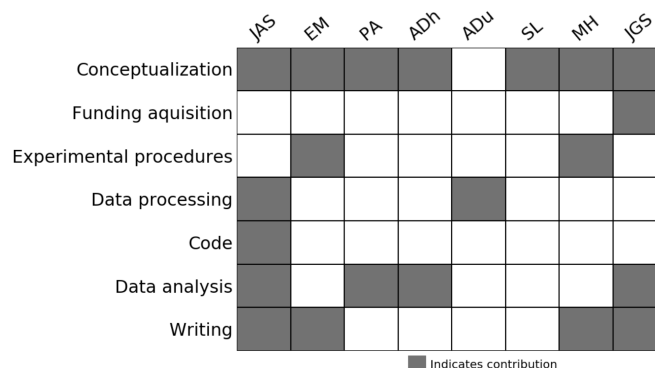 JAS EM PA ADh ADu SL MH JGS
Conceptualization
Funding aquisition
Experimental procedures
Data processing
Code
Data analysis
Writing
Indicates contribution